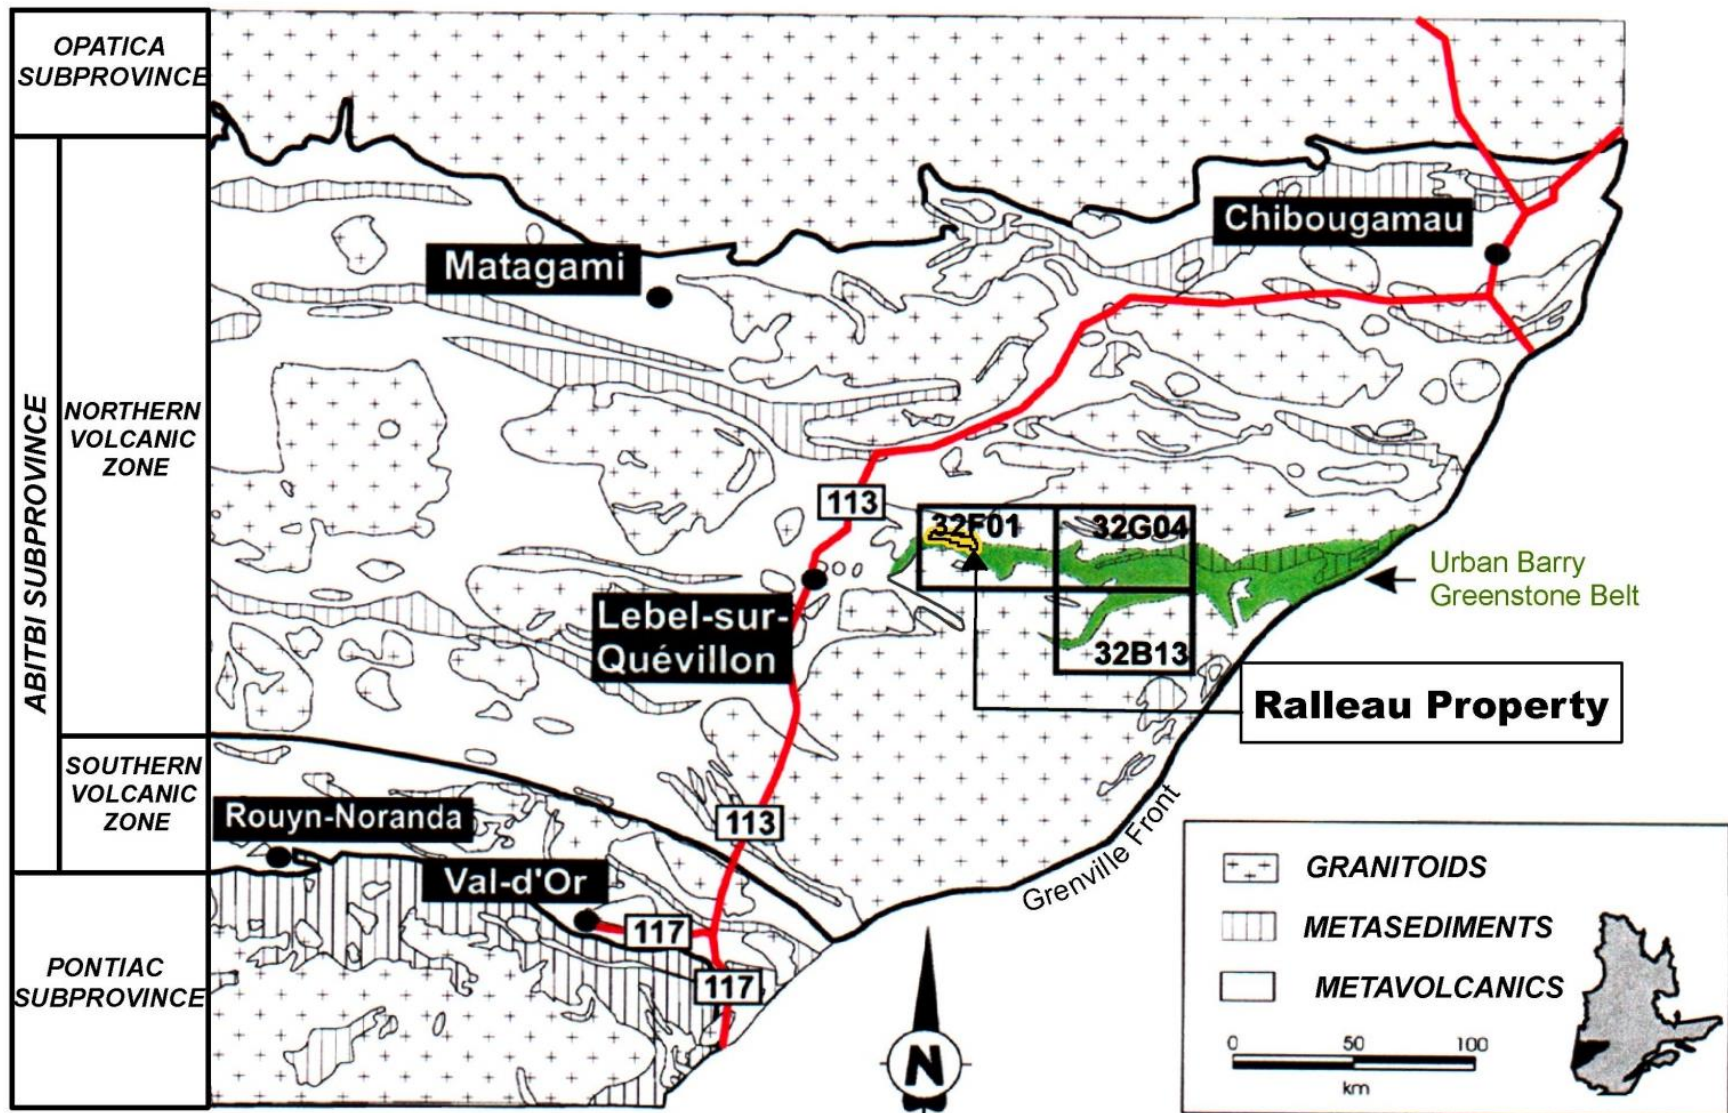 OPATICA
SUBPROVINCE
ABITBI SUBPROVINCE
NORTHERN
VOLCANIC
ZONE
SOUTHERN
VOLCANIC
ZONE
PONTIAC
SUBPROVINCE
Chibougamau
Matagami
113
32F01
32G04
Urban Barry
Greenstone Belt
Lebel-sur-
Quévillon
32B13
Ralleau Property
Rouyn-Noranda
113
Val-d'Or
117
117
Grenville Front
N
GRANITOIDS
METASEDIMENTS
METAVOLCANICS
0 50 100
km